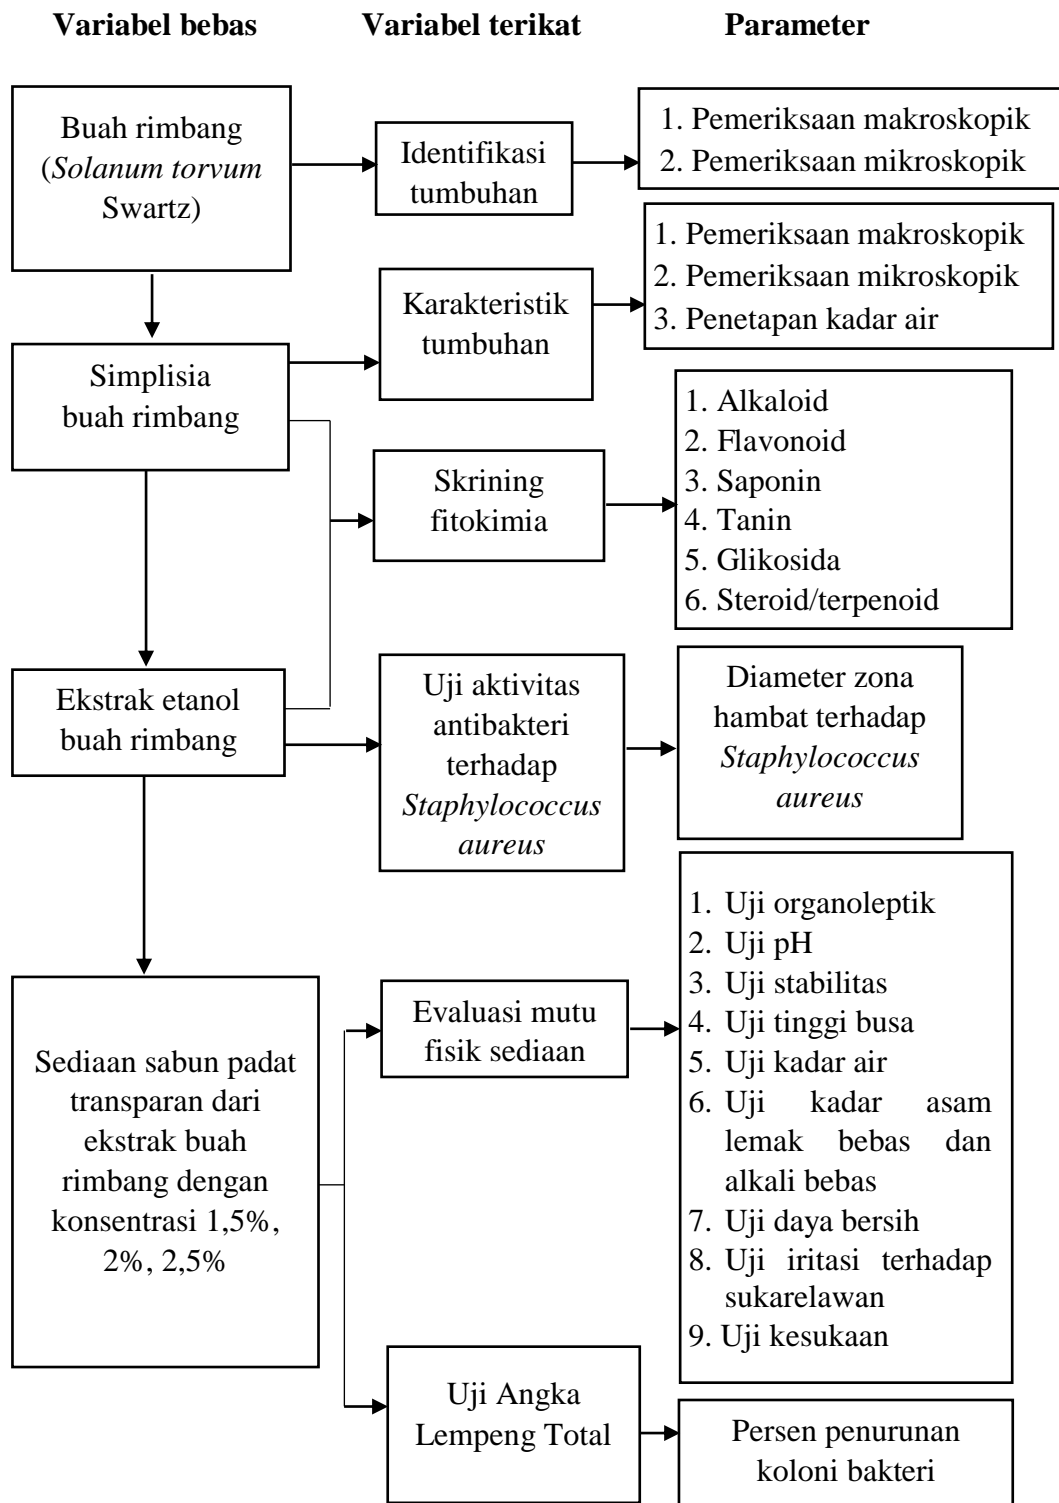 Variabel bebas
Variabel terikat
Parameter
Buah rimbang
(Solanum torvum
Swartz)
Identifikasi
tumbuhan
1. Pemeriksaan makroskopik
2. Pemeriksaan mikroskopik
Simplisia
buah rimbang
Karakteristik
tumbuhan
1. Pemeriksaan makroskopik
2. Pemeriksaan mikroskopik
3. Penetapan kadar air
Skrining
fitokimia
1. Alkaloid
2. Flavonoid
3. Saponin
4. Tanin
5. Glikosida
6. Steroid/terpenoid
Ekstrak etanol
buah rimbang
Uji aktivitas
antibakteri
terhadap
Staphylococcus
aureus
Diameter zona
hambat terhadap
Staphylococcus
aureus
Sediaan sabun padat
transparan dari
ekstrak buah
rimbang dengan
konsentrasi 1,5%,
2%, 2,5%
Evaluasi mutu
fisik sediaan
1. Uji organoleptik
2. Uji pH
3. Uji stabilitas
4. Uji tinggi busa
5. Uji kadar air
6. Uji kadar asam
lemak bebas dan
alkali bebas
7. Uji daya bersih
8. Uji iritasi terhadap
sukarelawan
9. Uji kesukaan
Uji Angka
Lempeng Total
Persen penurunan
koloni bakteri